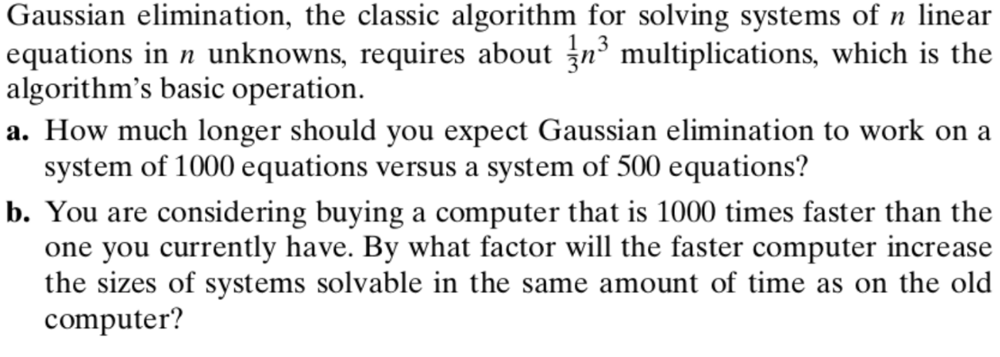 Gaussian elimination, the classic algorithm for solving systems of n linear
equations in n unknowns, requires about ⅓n³ multiplications, which is the
algorithm’s basic operation.
a. How much longer should you expect Gaussian elimination to work on a
system of 1000 equations versus a system of 500 equations?
b. You are considering buying a computer that is 1000 times faster than the
one you currently have. By what factor will the faster computer increase
the sizes of systems solvable in the same amount of time as on the old
computer?